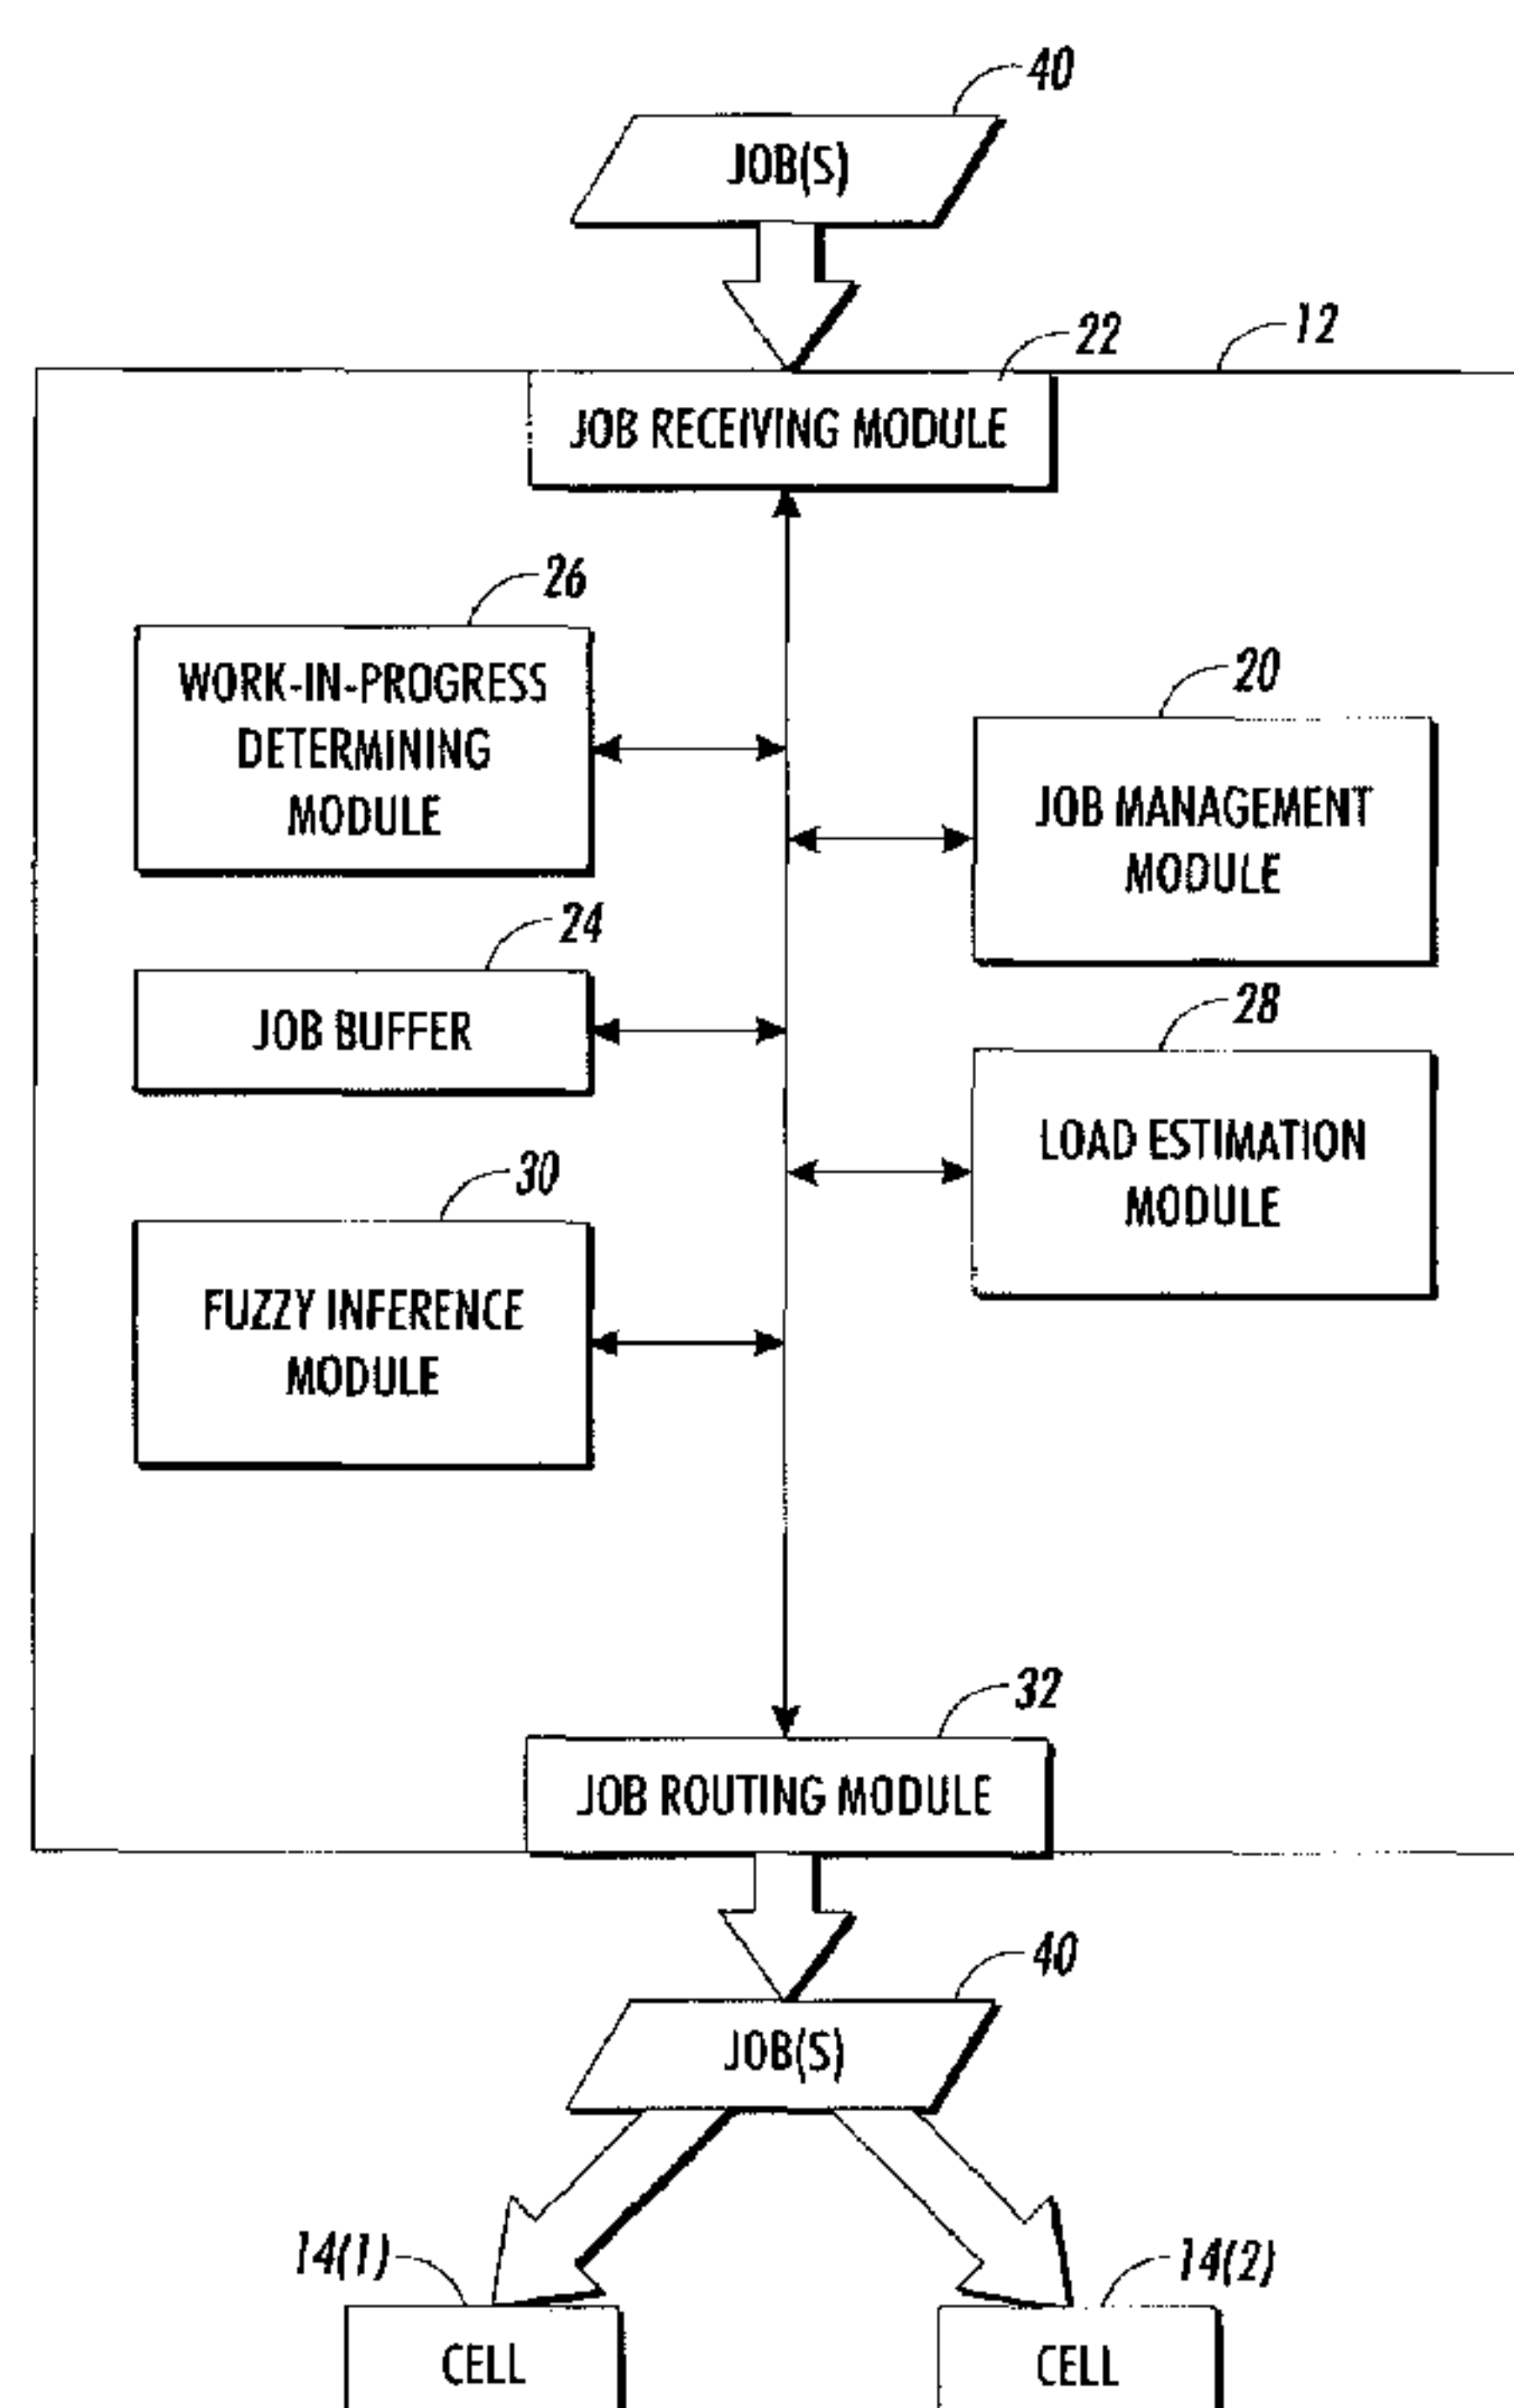 40
JOB(S)
22
12
JOB RECEIVING MODULE
26
WORK-IN-PROGRESS
DETERMINING
MODULE
20
JOB MANAGEMENT
MODULE
24
JOB BUFFER
28
LOAD ESTIMATION
MODULE
30
FUZZY INFERENCE
MODULE
32
JOB ROUTING MODULE
40
JOB(S)
14(1)
14(2)
CELL
CELL